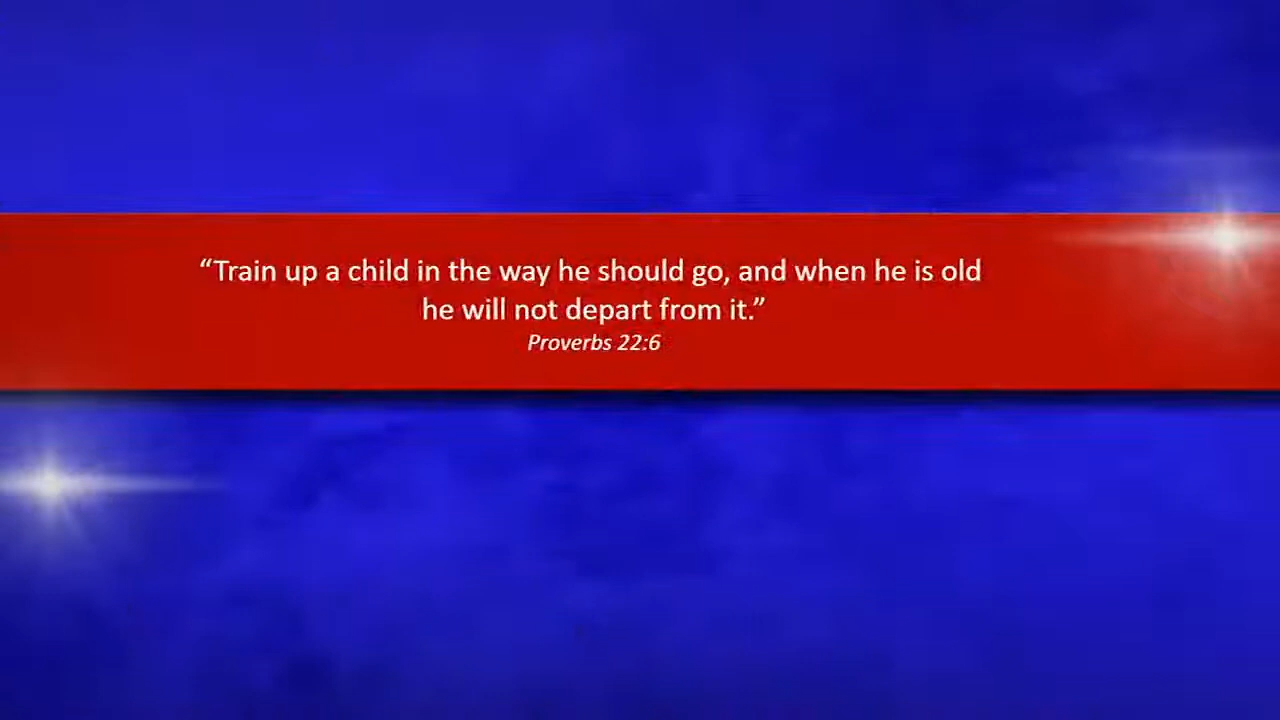 “Train up a child in the way he should go, and when he is old
he will not depart from it.”
Proverbs 22:6